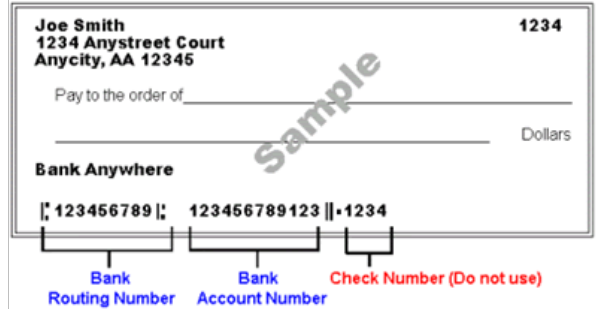 Joe Smith 1234
1234 Anystreet Court
Anycity, AA 12345
Sample
Pay to the order of
Dollars
Bank Anywhere
⑆123456789⑆ 123456789123⑈1234
Bank Bank Check Number (Do not use)
Routing Number Account Number